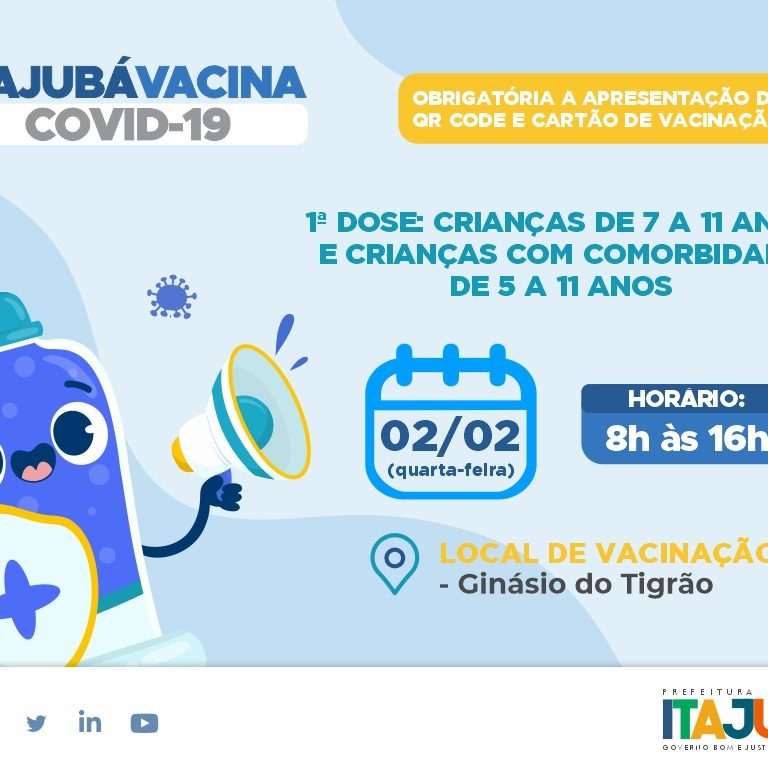 AJUBÁVACINA
COVID-19
OBRIGATÓRIA A APRESENTAÇÃO D
QR CODE E CARTÃO DE VACINAÇÃ
1ª DOSE: CRIANÇAS DE 7 A 11 AN
E CRIANÇAS COM COMORBIDA
DE 5 A 11 ANOS
02/02
(quarta-feira)
HORÁRIO:
8h às 16h
LOCAL DE VACINAÇÃO
- Ginásio do Tigrão
in
PREFEITURA
ITAJU
GOVERNO BOM E JUST